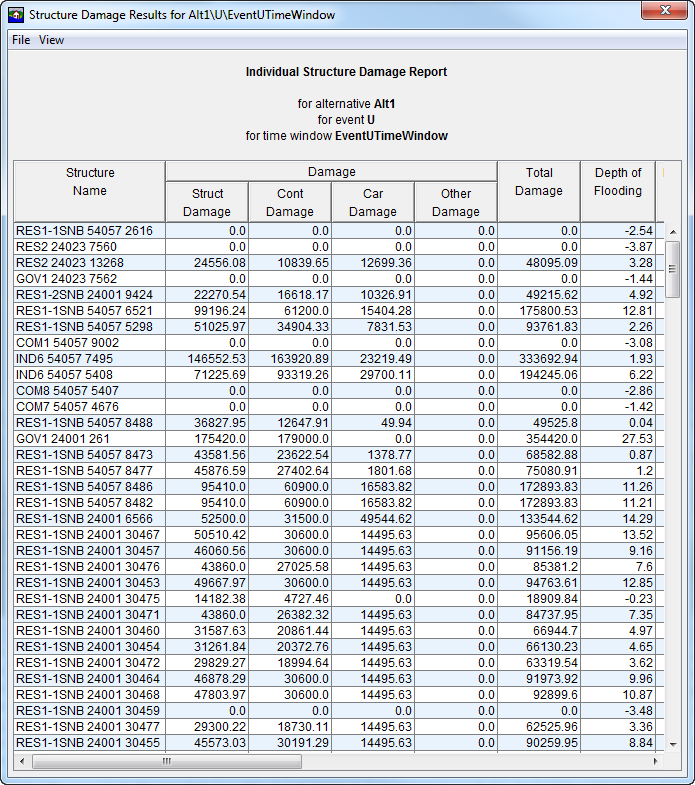 Structure Damage Results for Alt1\U\EventUTimeWindow
File View
Individual Structure Damage Report
for alternative Alt1
for event U
for time window EventUTimeWindow
Structure Name Damage Total Damage Depth of Flooding
Struct Damage Cont Damage Car Damage Other Damage
RES1-1SNB 54057 2616 0.0 0.0 0.0 0.0 0.0 -2.54
RES2 24023 7560 0.0 0.0 0.0 0.0 0.0 -3.87
RES2 24023 13268 24556.08 10839.65 12699.36 0.0 48095.09 3.28
GOV1 24023 7562 0.0 0.0 0.0 0.0 0.0 -1.44
RES1-2SNB 24001 9424 22270.54 16618.17 10326.91 0.0 49215.62 4.92
RES1-1SNB 54057 6521 99196.24 61200.0 15404.28 0.0 175800.53 12.81
RES1-1SNB 54057 5298 51025.97 34904.33 7831.53 0.0 93761.83 2.26
COM1 54057 9002 0.0 0.0 0.0 0.0 0.0 -3.08
IND6 54057 7495 146552.53 163920.89 23219.49 0.0 333692.94 1.93
IND6 54057 5408 71225.69 93319.26 29700.11 0.0 194245.06 6.22
COM8 54057 5407 0.0 0.0 0.0 0.0 0.0 -2.86
COM7 54057 4676 0.0 0.0 0.0 0.0 0.0 -1.42
RES1-1SNB 54057 8488 36827.95 12647.91 49.94 0.0 49525.8 0.04
GOV1 24001 261 175420.0 179000.0 0.0 0.0 354420.0 27.53
RES1-1SNB 54057 8473 43581.56 23622.54 1378.77 0.0 68582.88 0.87
RES1-1SNB 54057 8477 45876.59 27402.64 1801.68 0.0 75080.91 1.2
RES1-1SNB 54057 8486 95410.0 60900.0 16583.82 0.0 172893.83 11.26
RES1-1SNB 54057 8482 95410.0 60900.0 16583.82 0.0 172893.83 11.21
RES1-1SNB 24001 6566 52500.0 31500.0 49544.62 0.0 133544.62 14.29
RES1-1SNB 24001 30467 50510.42 30600.0 14495.63 0.0 95606.05 13.52
RES1-1SNB 24001 30457 46060.56 30600.0 14495.63 0.0 91156.19 9.16
RES1-1SNB 24001 30476 43860.0 27025.58 14495.63 0.0 85381.2 7.6
RES1-1SNB 24001 30453 49667.97 30600.0 14495.63 0.0 94763.61 12.85
RES1-1SNB 24001 30475 14182.38 4727.46 0.0 0.0 18909.84 -0.23
RES1-1SNB 24001 30471 43860.0 26382.32 14495.63 0.0 84737.95 7.35
RES1-1SNB 24001 30460 31587.63 20861.44 14495.63 0.0 66944.7 4.97
RES1-1SNB 24001 30454 31261.84 20372.76 14495.63 0.0 66130.23 4.65
RES1-1SNB 24001 30472 29829.27 18994.64 14495.63 0.0 63319.54 3.62
RES1-1SNB 24001 30464 46878.29 30600.0 14495.63 0.0 91973.92 9.96
RES1-1SNB 24001 30468 47803.97 30600.0 14495.63 0.0 92899.6 10.87
RES1-1SNB 24001 30459 0.0 0.0 0.0 0.0 0.0 -3.48
RES1-1SNB 24001 30477 29300.22 18730.11 14495.63 0.0 62525.96 3.36
RES1-1SNB 24001 30455 45573.03 30191.29 14495.63 0.0 90259.95 8.84